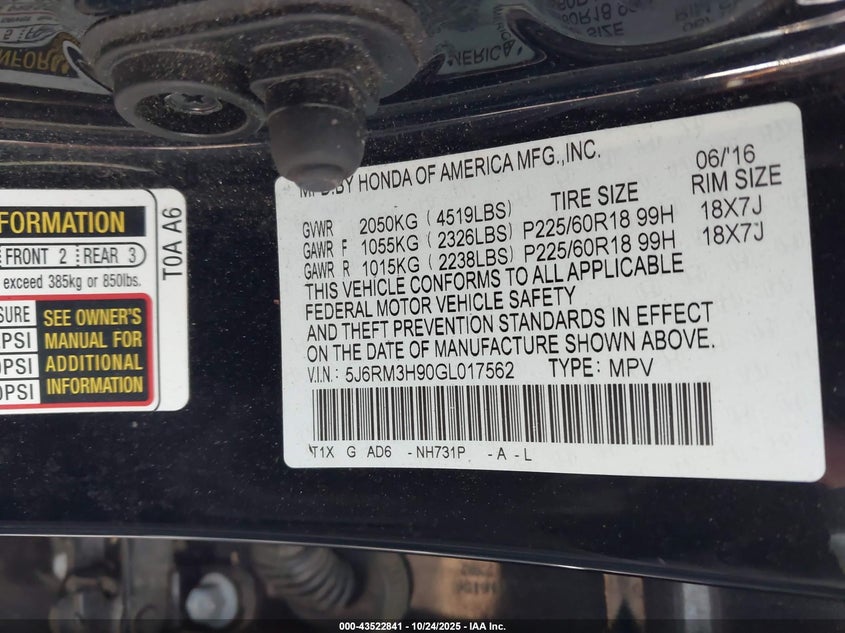 FORMATION
FRONT 2 REAR 3
exceed 385kg or 850lbs.
SEE OWNER'S
MANUAL FOR
ADDITIONAL
INFORMATION
PSI
T0A A6
BY HONDA OF AMERICA MFG.,INC. 06/'16
TIRE SIZE RIM SIZE
GVWR 2050KG (4519LBS)
GAWR F 1055KG (2326LBS) P225/60R18 99H 18X7J
GAWR R 1015KG (2238LBS) P225/60R18 99H 18X7J
THIS VEHICLE CONFORMS TO ALL APPLICABLE
FEDERAL MOTOR VEHICLE SAFETY
AND THEFT PREVENTION STANDARDS IN EFFECT
ON THE DATE OF MANUFACTURE SHOWN ABOVE.
V.I.N.: 5J6RM3H90GL017562 TYPE: MPV
T1X G AD6 - NH731P - A - L
000-43522841 - 10/24/2025 - IAA Inc.